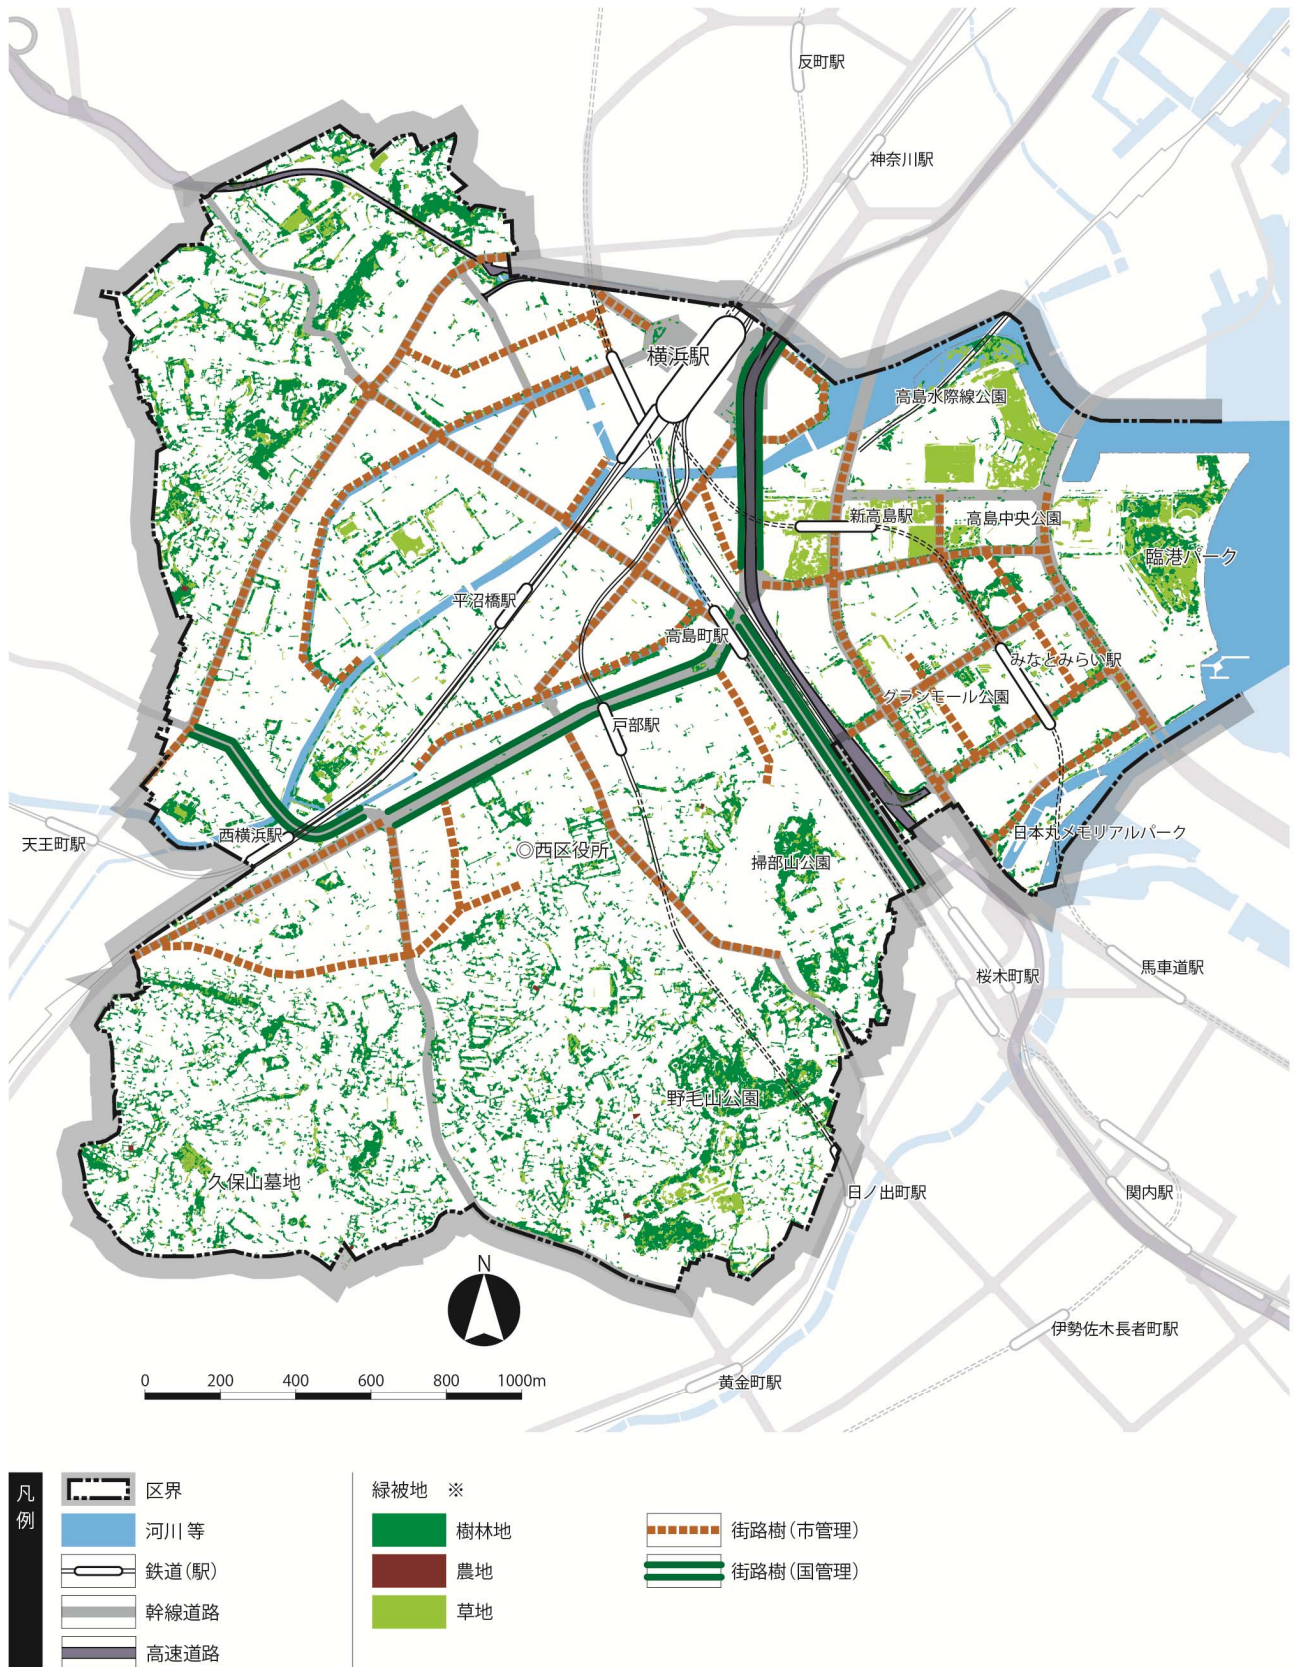 反町駅
神奈川駅
横浜駅
高島水際線公園
新高島駅
高島中央公園
臨港パーク
平沼橋駅
高島町駅
みなとみらい駅
グランモール公園
戸部駅
天王町駅
西横浜駅
◎西区役所
掃部山公園
日本丸メモリアルパーク
桜木町駅
馬車道駅
野毛山公園
久保山墓地
日ノ出町駅
関内駅
N
伊勢佐木長者町駅
黄金町駅
0 200 400 600 800 1000m
凡例
区界
河川 等
鉄道(駅)
幹線道路
高速道路
緑被地 ※
樹林地
農地
草地
街路樹(市管理)
街路樹(国管理)